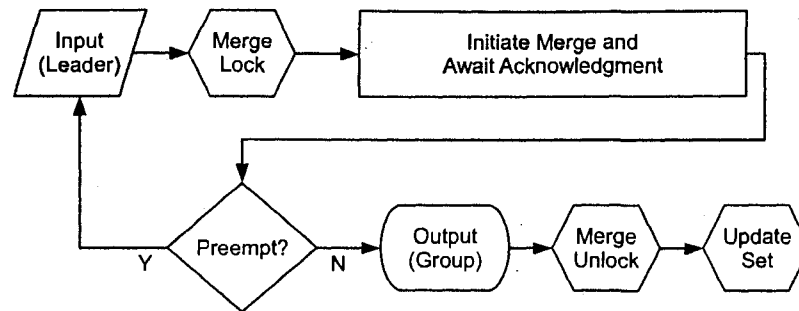 Input
(Leader)
Merge
Lock
Initiate Merge and
Await Acknowledgment
Preempt?
Y
N
Output
(Group)
Merge
Unlock
Update
Set